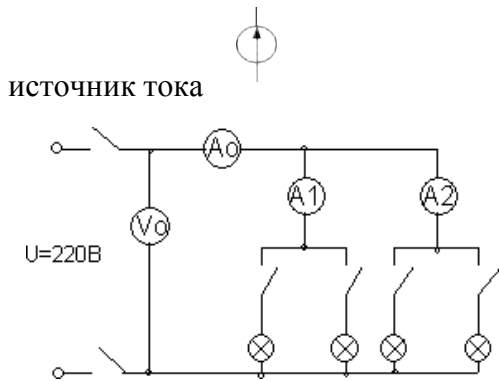 источник тока
Ao
A1
A2
Vo
U=220В